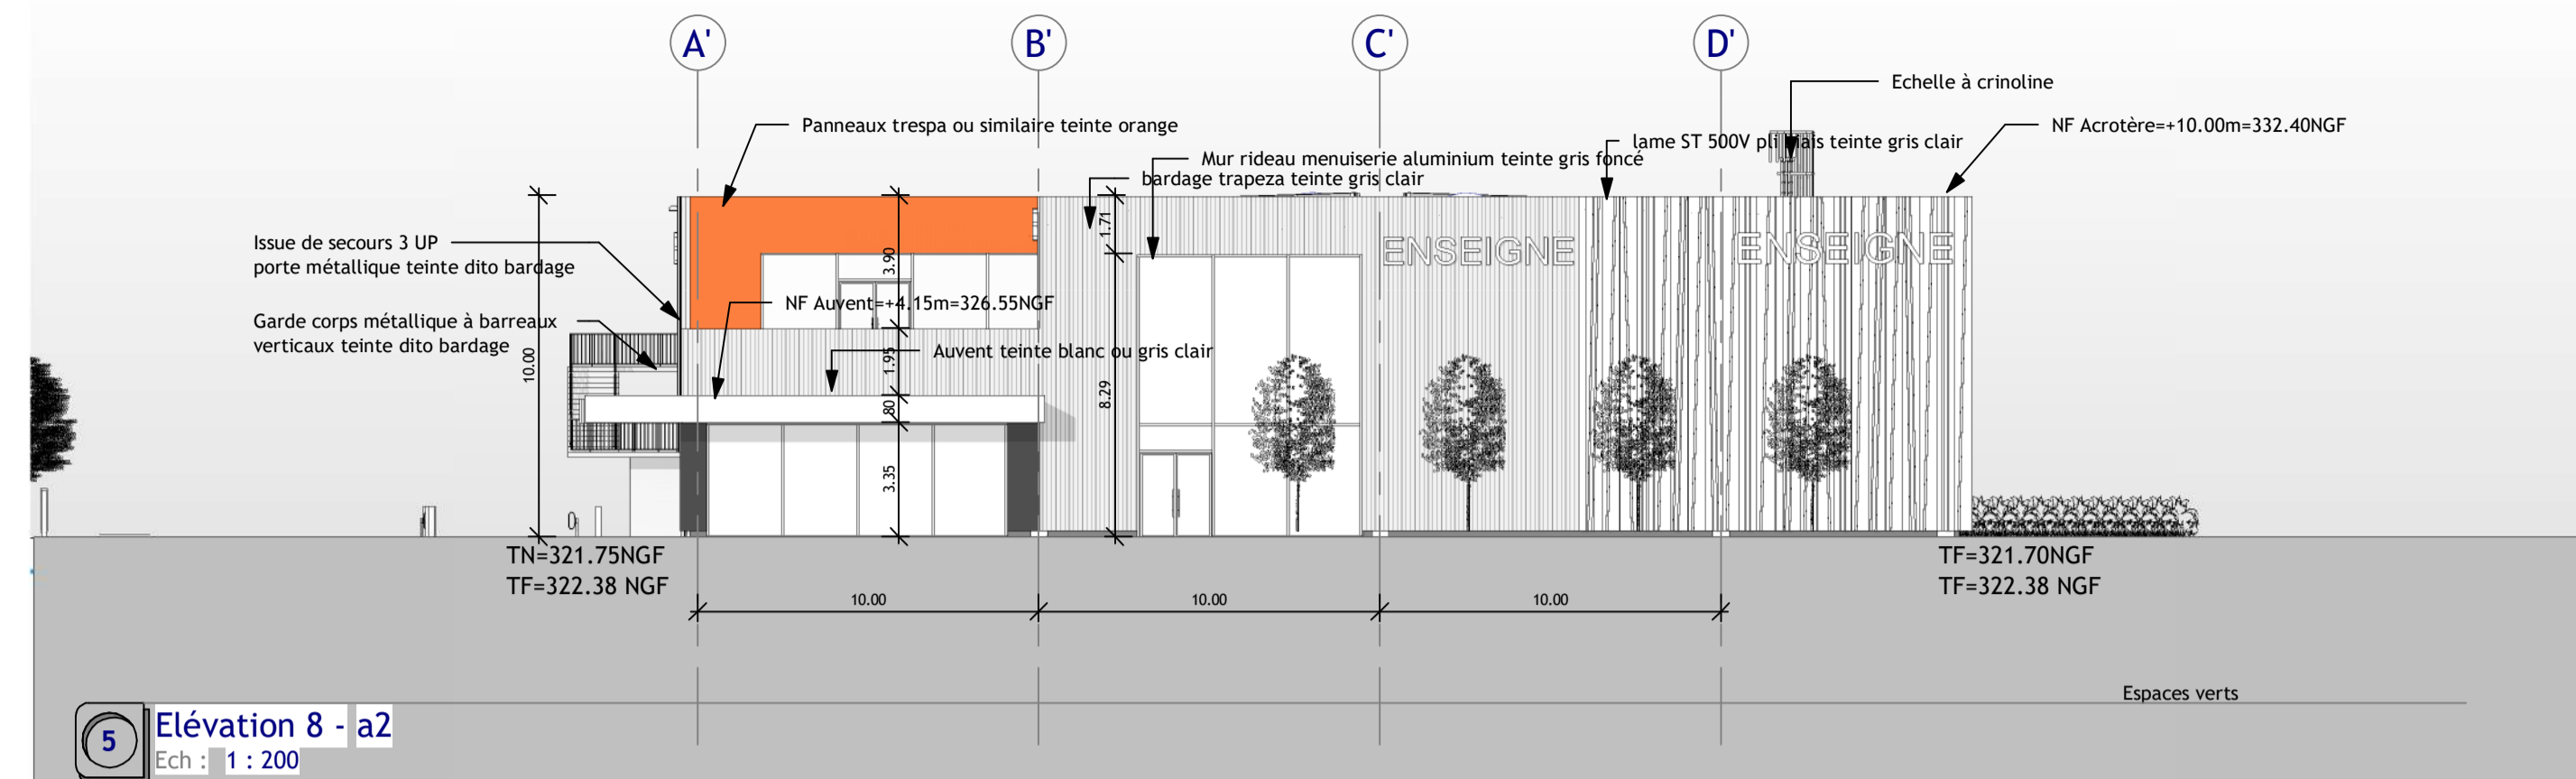 A'
B'
C'
D'
Echelle à crinoline
Panneaux trespa ou similaire teinte orange
NF Acrotère=+10.00m=332.40NGF
lame ST 500V pli mais teinte gris clair
Mur rideau menuiserie aluminium teinte gris foncé
bardage trapeza teinte gris clair
1.71
Issue de secours 3 UP
porte métallique teinte dito bardage
ENSEIGNE
ENSEIGNE
3.90
NF Auvent=+4.15m=326.55NGF
Garde corps métallique à barreaux
verticaux teinte dito bardage
Auvent teinte blanc ou gris clair
10.00
1.95
8.29
80
3.35
TN=321.75NGF
TF=322.38 NGF
TF=321.70NGF
TF=322.38 NGF
10.00
10.00
10.00
Espaces verts
5
Elévation 8 - a2
Ech : 1 : 200